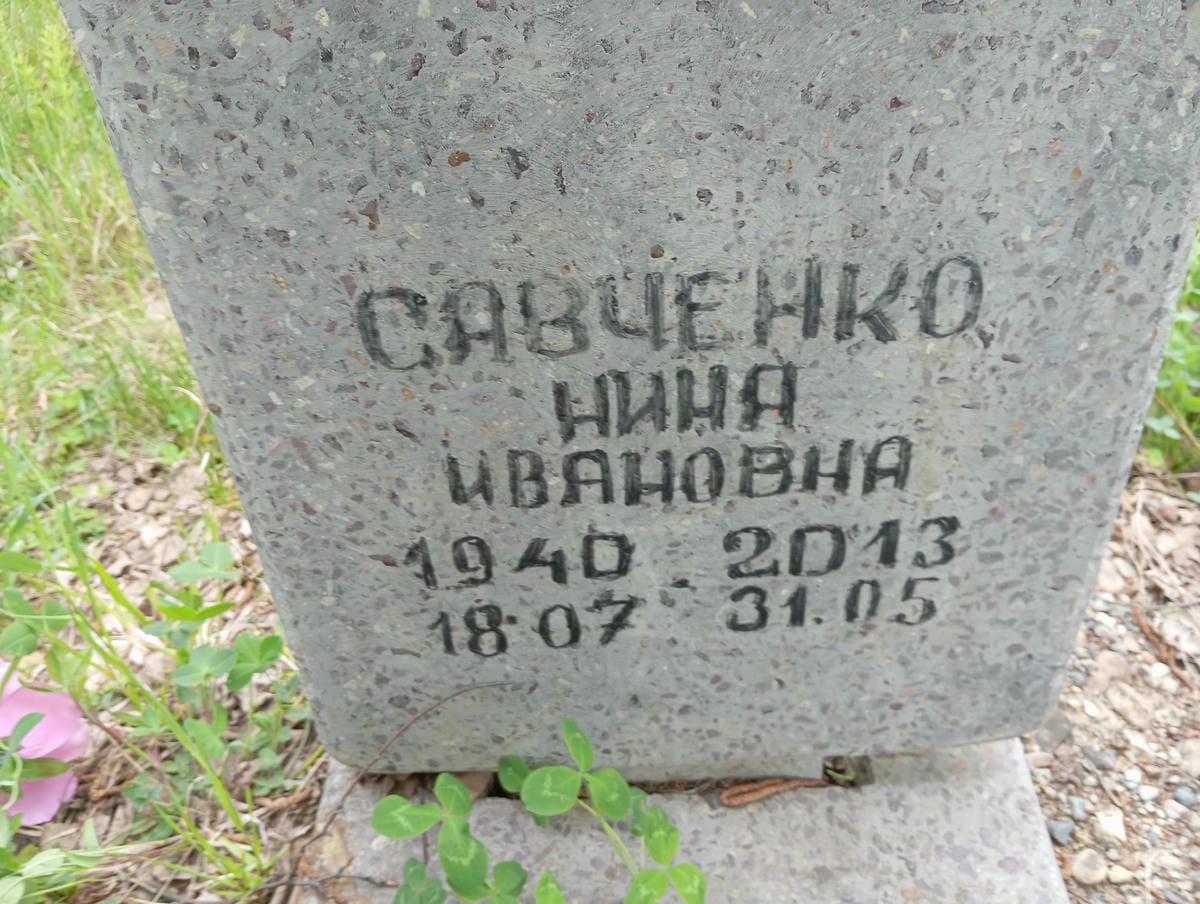 САВЧЕНКО
НИНА
ИВАНОВНА
1940 - 2013
18.07 31.05